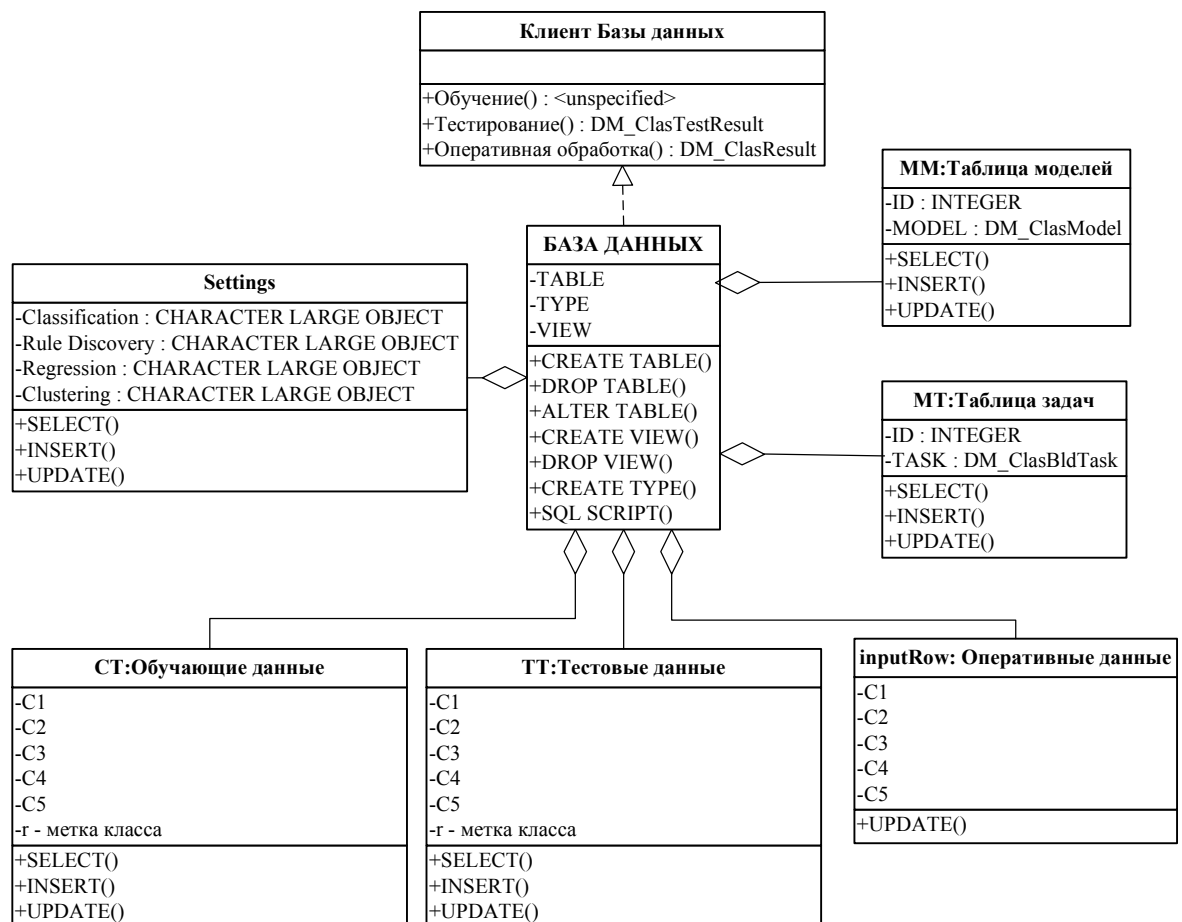 Клиент Базы данных
+Обучение() : <unspecified>
+Тестирование() : DM_ClasTestResult
+Оперативная обработка() : DM_ClasResult
MM:Таблица моделей
-ID : INTEGER
-MODEL : DM_ClasModel
+SELECT()
+INSERT()
+UPDATE()
БАЗА ДАННЫХ
-TABLE
-TYPE
-VIEW
+CREATE TABLE()
+DROP TABLE()
+ALTER TABLE()
+CREATE VIEW()
+DROP VIEW()
+CREATE TYPE()
+SQL SCRIPT()
Settings
-Classification : CHARACTER LARGE OBJECT
-Rule Discovery : CHARACTER LARGE OBJECT
-Regression : CHARACTER LARGE OBJECT
-Clustering : CHARACTER LARGE OBJECT
+SELECT()
+INSERT()
+UPDATE()
MT:Таблица задач
-ID : INTEGER
-TASK : DM_ClasBldTask
+SELECT()
+INSERT()
+UPDATE()
CT:Обучающие данные
-C1
-C2
-C3
-C4
-C5
-r - метка класса
+SELECT()
+INSERT()
+UPDATE()
TT:Тестовые данные
-C1
-C2
-C3
-C4
-C5
-r - метка класса
+SELECT()
+INSERT()
+UPDATE()
inputRow: Оперативные данные
-C1
-C2
-C3
-C4
-C5
+UPDATE()